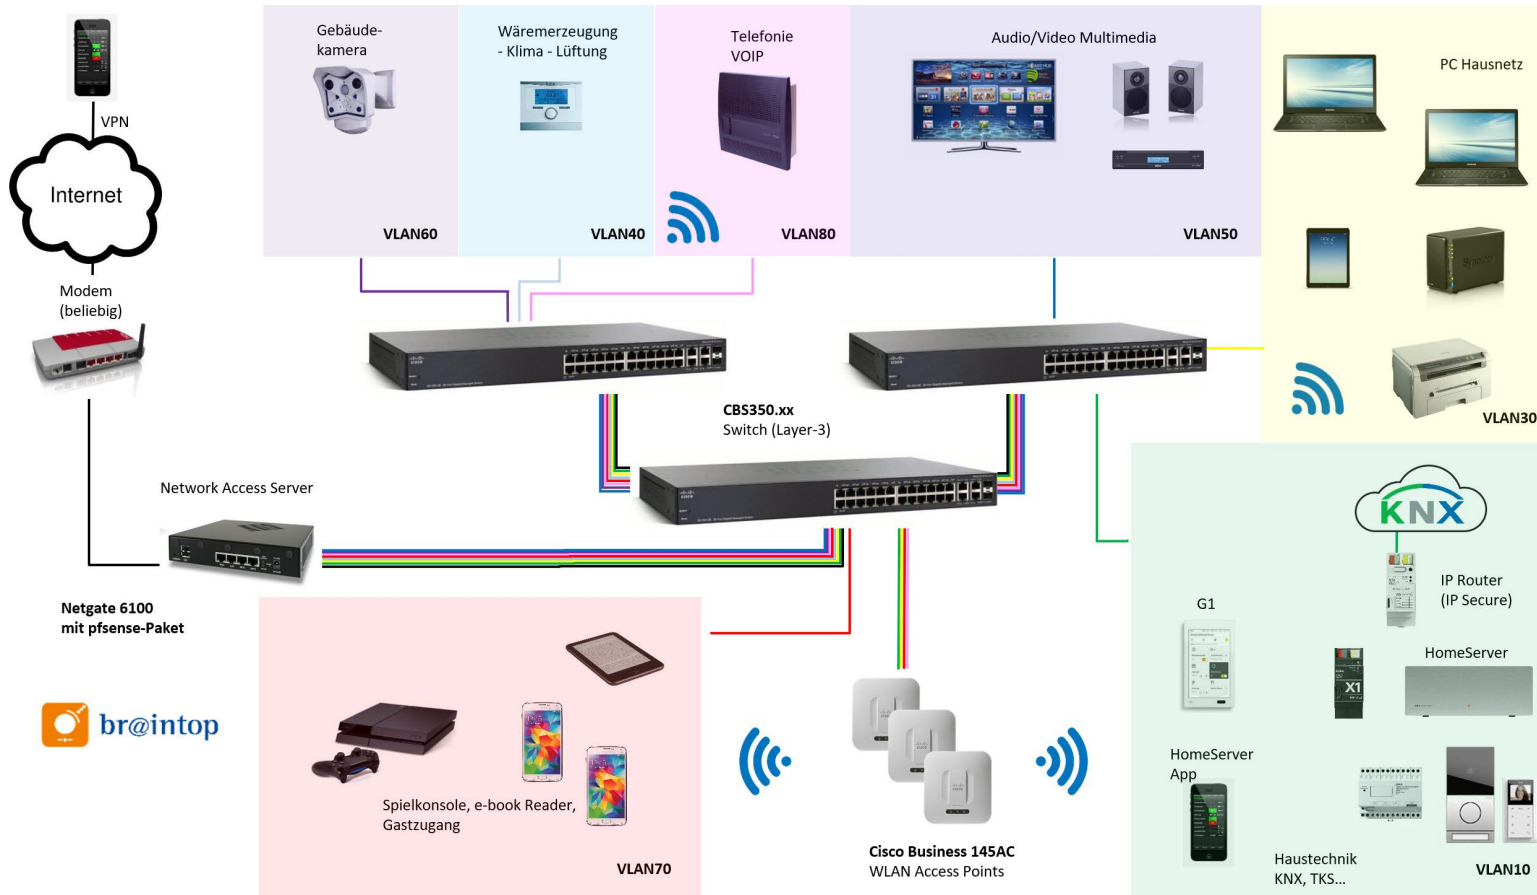 VPN
Internet
Modem
(beliebig)
Gebäude-
kamera
VLAN60
Wäremerzeugung
- Klima - Lüftung
VLAN40
Telefonie
VOIP
VLAN80
Audio/Video Multimedia
VLAN50
PC Hausnetz
VLAN30
CBS350.xx
Switch (Layer-3)
Network Access Server
Netgate 6100
mit pfsense-Paket
br@intop
Spielkonsole, e-book Reader,
Gastzugang
VLAN70
Cisco Business 145AC
WLAN Access Points
KNX
IP Router
(IP Secure)
G1
HomeServer
X1
HomeServer
App
Haustechnik
KNX, TKS...
VLAN10